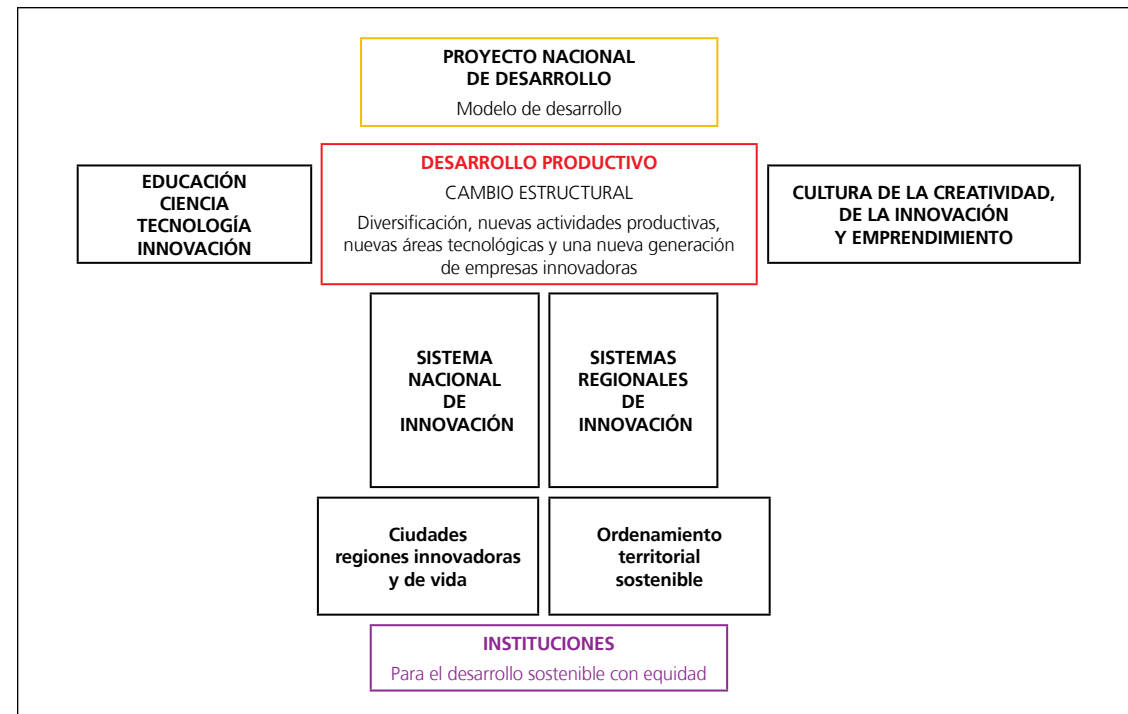 PROYECTO NACIONAL
DE DESARROLLO
Modelo de desarrollo
EDUCACIÓN
CIENCIA
TECNOLOGÍA
INNOVACIÓN
DESARROLLO PRODUCTIVO
CAMBIO ESTRUCTURAL
Diversificación, nuevas actividades productivas,
nuevas áreas tecnológicas y una nueva generación
de empresas innovadoras
CULTURA DE LA CREATIVIDAD,
DE LA INNOVACIÓN
Y EMPRENDIMIENTO
SISTEMA
NACIONAL
DE
INNOVACIÓN
SISTEMAS
REGIONALES
DE
INNOVACIÓN
Ciudades
regiones innovadoras
y de vida
Ordenamiento
territorial
sostenible
INSTITUCIONES
Para el desarrollo sostenible con equidad